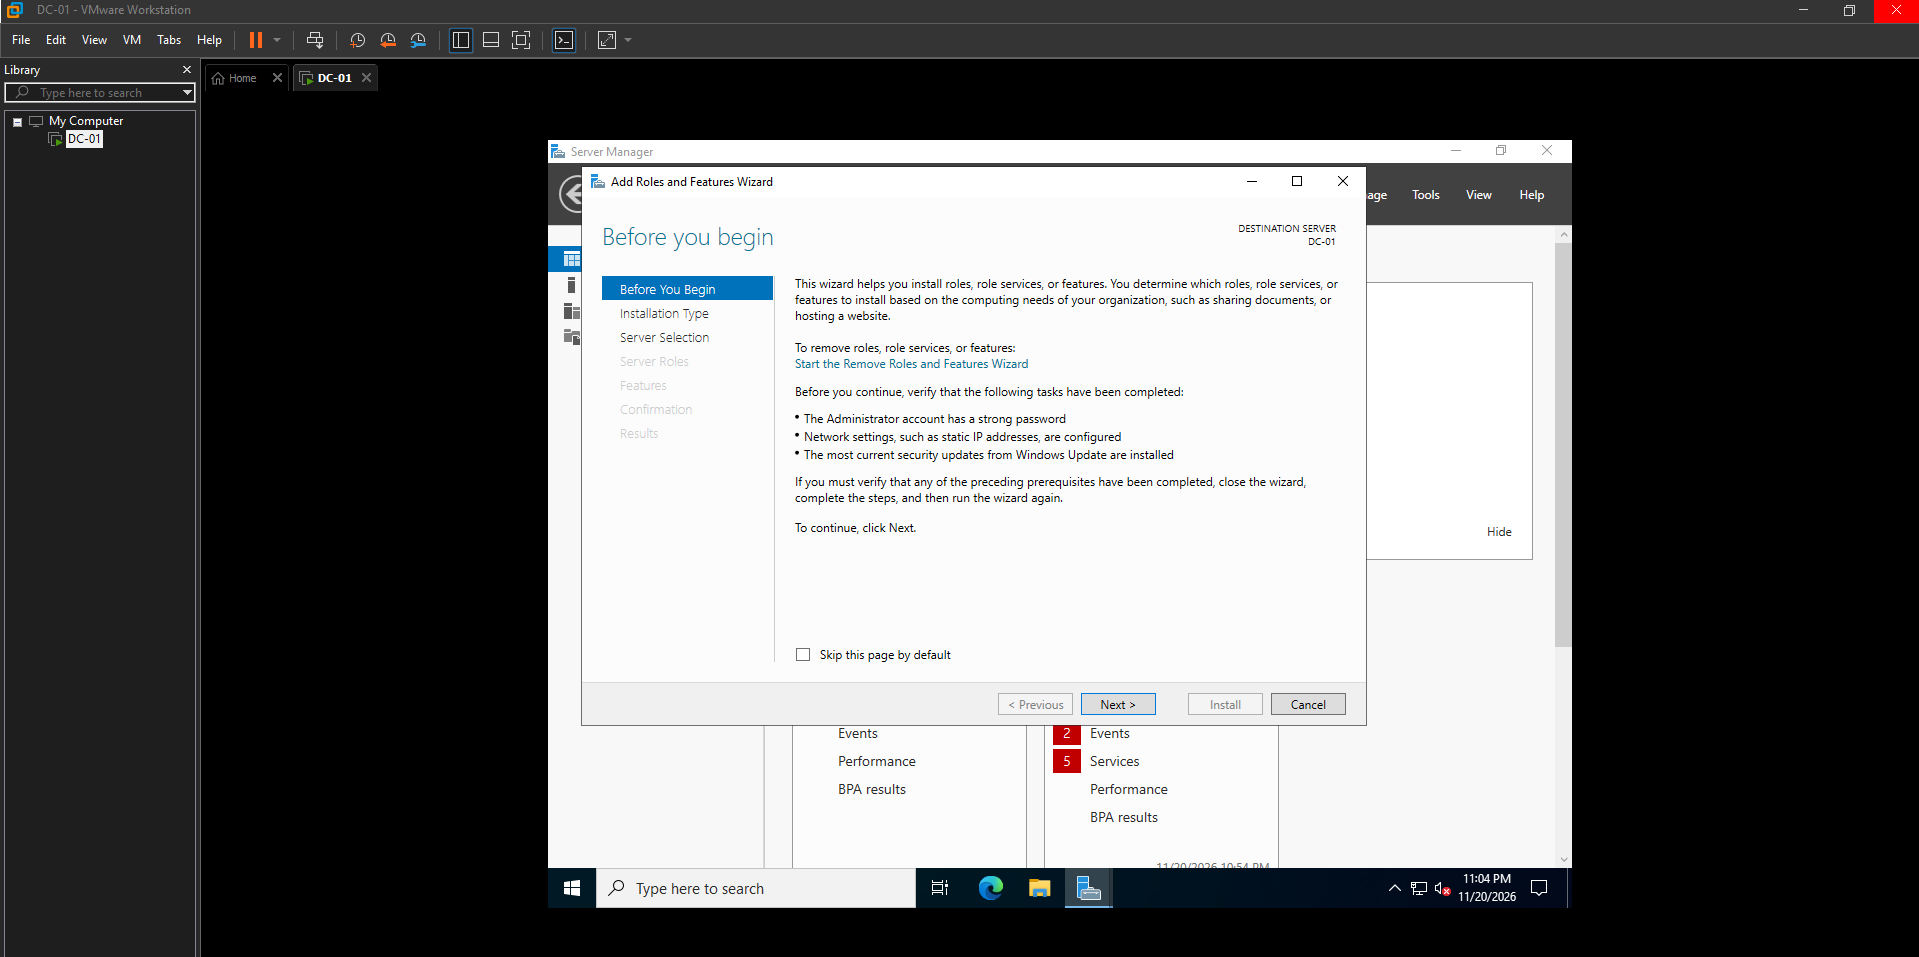 DC-01 - VMware Workstation
File Edit View VM Tabs Help
Library
Type here to search
My Computer
DC-01
Home
DC-01
Server Manager
Tools View Help
Add Roles and Features Wizard
Before you begin
DESTINATION SERVER
DC-01
Before You Begin
Installation Type
Server Selection
Server Roles
Features
Confirmation
Results
This wizard helps you install roles, role services, or features. You determine which roles, role services, or
features to install based on the computing needs of your organization, such as sharing documents, or
hosting a website.
To remove roles, role services, or features:
Start the Remove Roles and Features Wizard
Before you continue, verify that the following tasks have been completed:
• The Administrator account has a strong password
• Network settings, such as static IP addresses, are configured
• The most current security updates from Windows Update are installed
If you must verify that any of the preceding prerequisites have been completed, close the wizard,
complete the steps, and then run the wizard again.
To continue, click Next.
Skip this page by default
< Previous Next > Install Cancel
Hide
Events
Performance
BPA results
2 Events
5 Services
Performance
BPA results
11/20/2026 10:54 PM
Type here to search
11:04 PM
11/20/2026